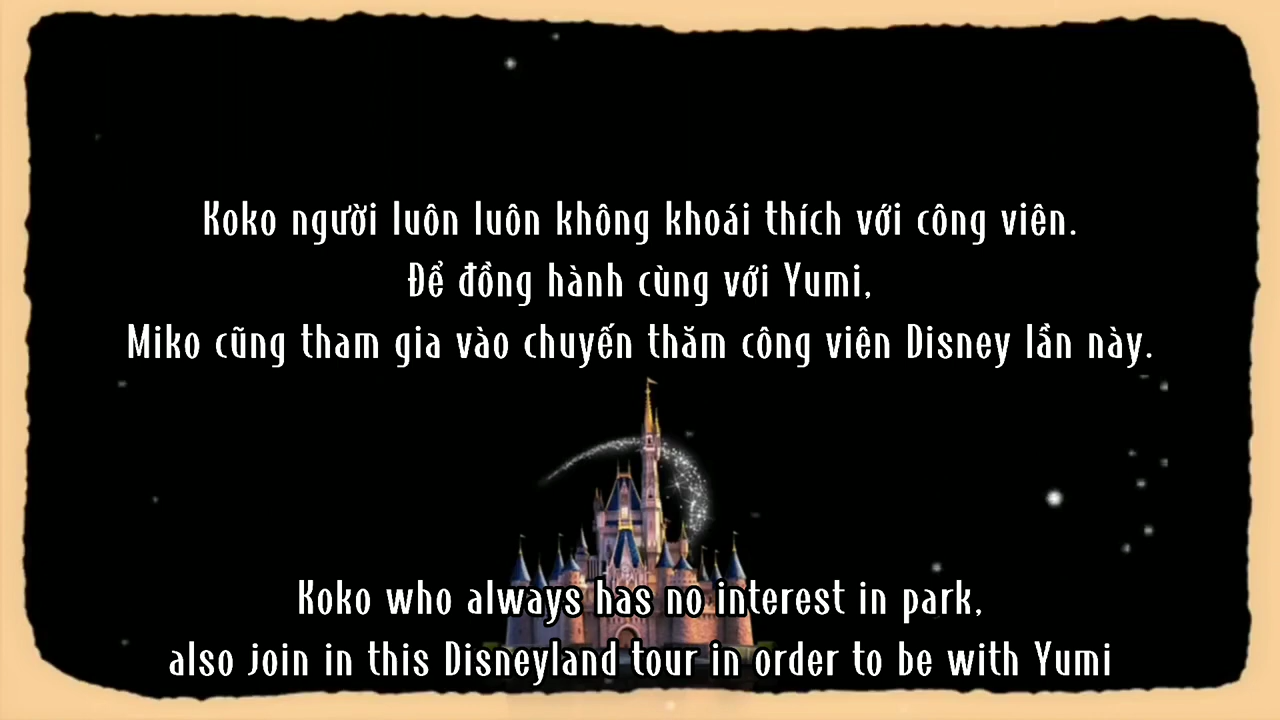 Koko người luôn luôn không khoái thích với công viên.
Để đồng hành cùng với Yumi,
Miko cũng tham gia vào chuyến thăm công viên Disney lần này.
Koko who always has no interest in park,
also join in this Disneyland tour in order to be with Yumi